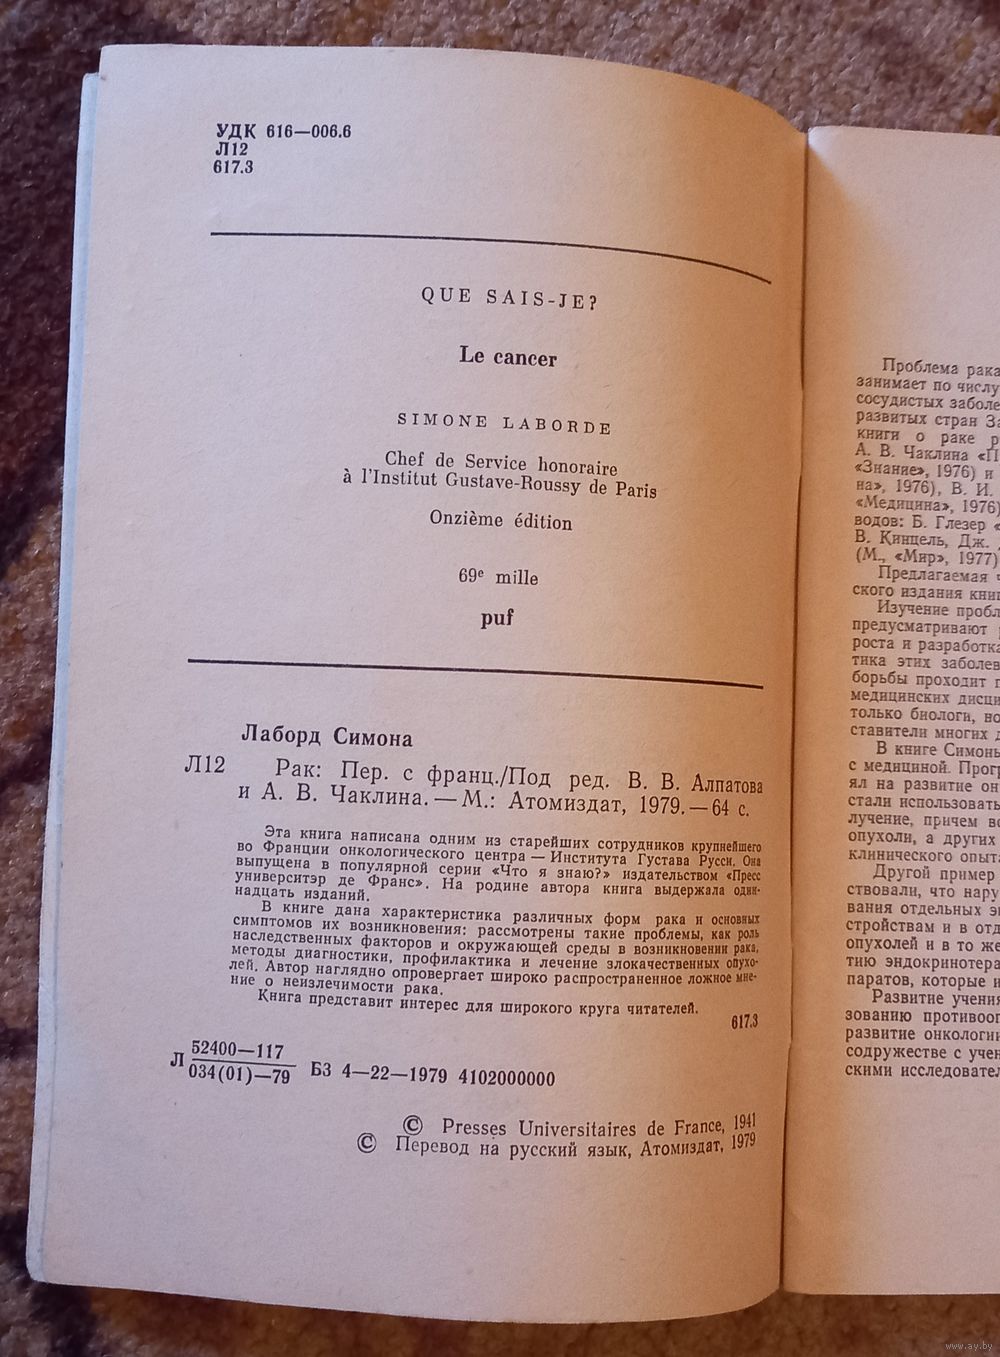 УДК 616—006.6
Л12
617.3
QUE SAIS-JE?
Le cancer
SIMONE LABORDE
Chef de Service honoraire
à l'Institut Gustave-Roussy de Paris
Onzième édition
69e mille
puf
Лаборд Симона
Л12 Рак: Пер. с франц./Под ред. В. В. Алпатова
и А. В. Чаклина. — М.: Атомиздат, 1979. — 64 с.
Эта книга написана одним из старейших сотрудников крупнейшего
во Франции онкологического центра — Института Густава Русси. Она
выпущена в популярной серии «Что я знаю?» издательством «Пресс
университэр де Франс». На родине автора книга выдержала один-
надцать изданий.
В книге дана характеристика различных форм рака и основных
симптомов их возникновения: рассмотрены такие проблемы, как роль
наследственных факторов и окружающей среды в возникновении рака,
методы диагностики, профилактика и лечение злокачественных опухо-
лей. Автор наглядно опровергает широко распространенное ложное мне-
ние о неизлечимости рака.
Книга представит интерес для широкого круга читателей.
617.3
Л 52400—117
034(01)—79 БЗ 4—22—1979 4102000000
© Presses Universitaires de France, 1941
© Перевод на русский язык, Атомиздат, 1979
Проблема рака
занимает по числу
сосудистых заболе
развитых стран За
книги о раке р
А. В. Чаклина «П
«Знание», 1976) и
на», 1976), В. И.
«Медицина», 1976)
водов: Б. Глезер «
В. Кинцель, Дж.
(М., «Мир», 1977)
Предлагаемая ч
ского издания книг
Изучение пробл
предусматривают
роста и разработка
тика этих заболев
борьбы проходит п
медицинских дисци
только биологи, но
ставители многих д
В книге Симоны
с медициной. Прогр
ял на развитие он
стали использовать
лучение, причем во
опухоли, а других
клинического опыта
Другой пример
ствовали, что нару
вания отдельных э
стройствам и в отд
опухолей и в то же
тию эндокринотера
паратов, которые и
Развитие учения
зованию противооп
развитие онкологии
содружестве с учен
скими исследовател
www.ay.by